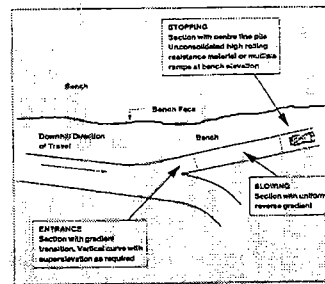 STOPPING
Section with centre line pile
Unconsolidated high rolling
resistance material or multiple
ramps at bench elevation
Bench
Bench Face
Downhill Direction
of Travel
Bench
SLOWING
Section with uniform
reverse gradient
ENTRANCE
Section with gradient
transition. Vertical curve with
superelevation as required